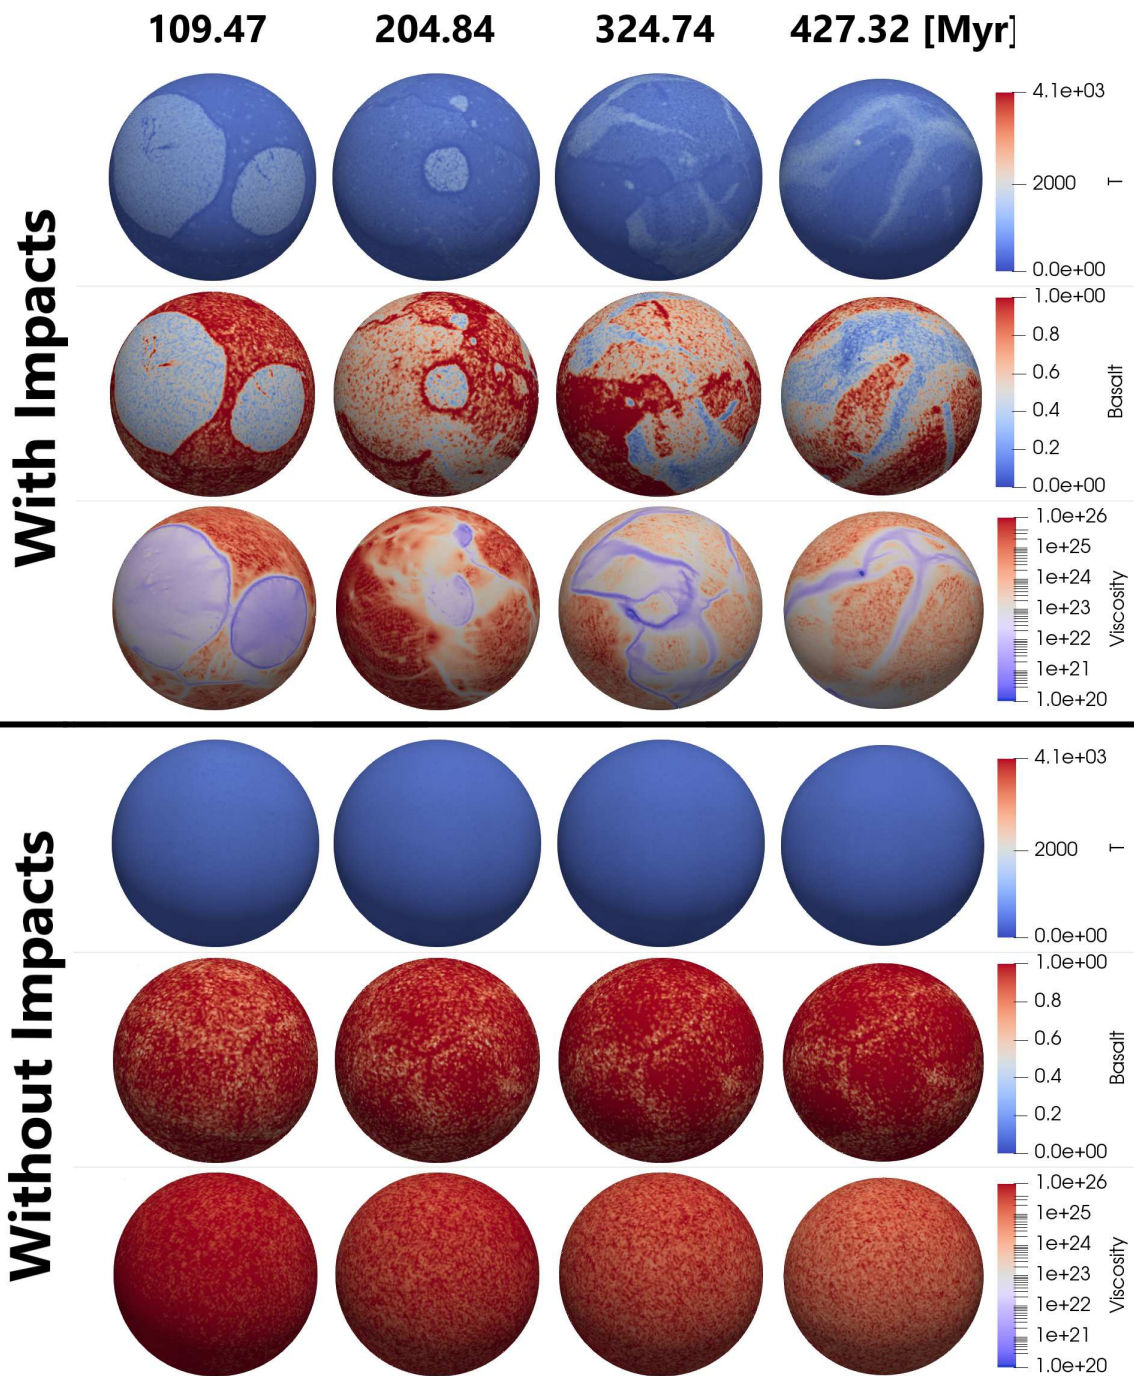 109.47 204.84 324.74 427.32 [Myr]
With Impacts
4.1e+03
2000
0.0e+00
T
1.0e+00
0.8
0.6
0.4
0.2
0.0e+00
Basalt
1.0e+26
1e+25
1e+24
1e+23
1e+22
1e+21
1.0e+20
Viscosity
Without Impacts
4.1e+03
2000
0.0e+00
T
1.0e+00
0.8
0.6
0.4
0.2
0.0e+00
Basalt
1.0e+26
1e+25
1e+24
1e+23
1e+22
1e+21
1.0e+20
Viscosity